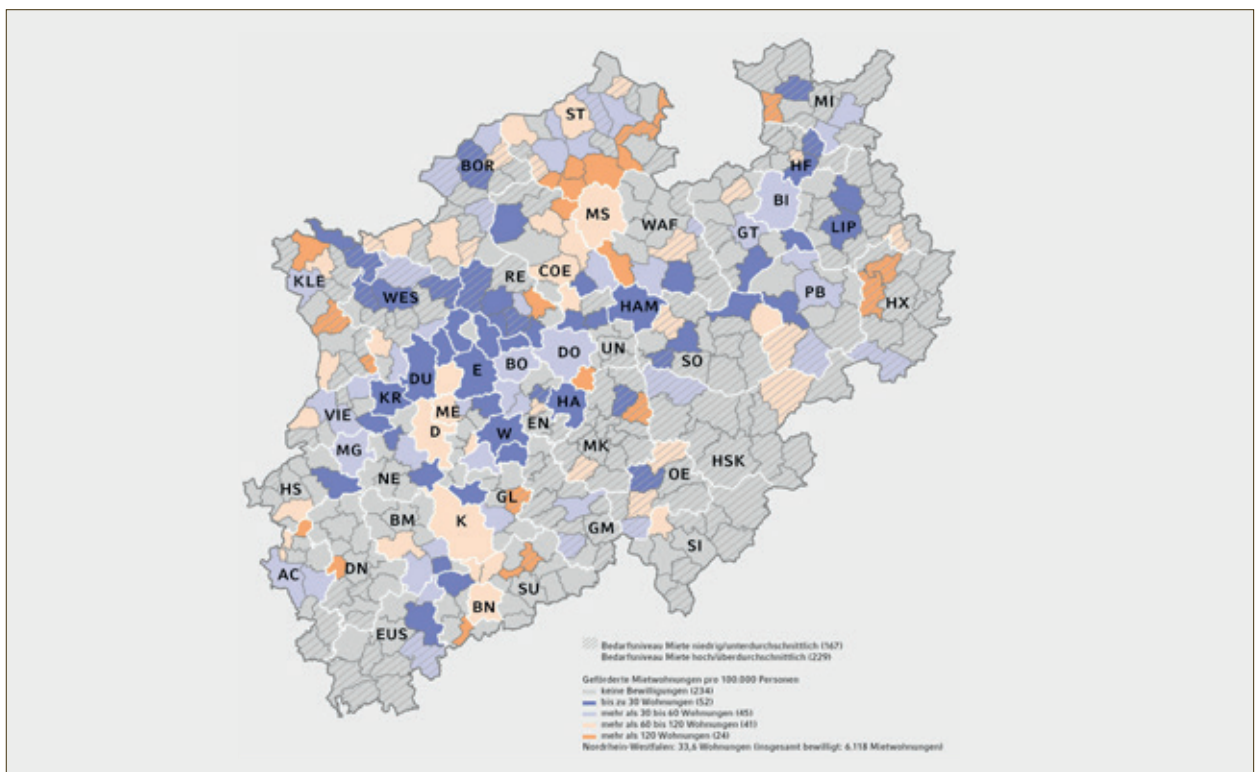 MI
ST
HF
BOR
BI
MS
WAF
LIP
GT
COE
RE
KLE
PB
WES
HX
HAM
DO
UN
BO
SO
E
DU
KR
HA
ME
VIE
EN
D
W
MK
MG
HSK
OE
NE
HS
GL
BM
K
GM
SI
DN
AC
SU
BN
EUS
Bedarfsniveau Miete niedrig/unterdurchschnittlich (167)
Bedarfsniveau Miete hoch/überdurchschnittlich (229)
Geförderte Mietwohnungen pro 100.000 Personen
keine Bewilligungen (234)
bis zu 30 Wohnungen (52)
mehr als 30 bis 60 Wohnungen (45)
mehr als 60 bis 120 Wohnungen (41)
mehr als 120 Wohnungen (24)
Nordrhein-Westfalen: 33,6 Wohnungen (insgesamt bewilligt: 6.118 Mietwohnungen)